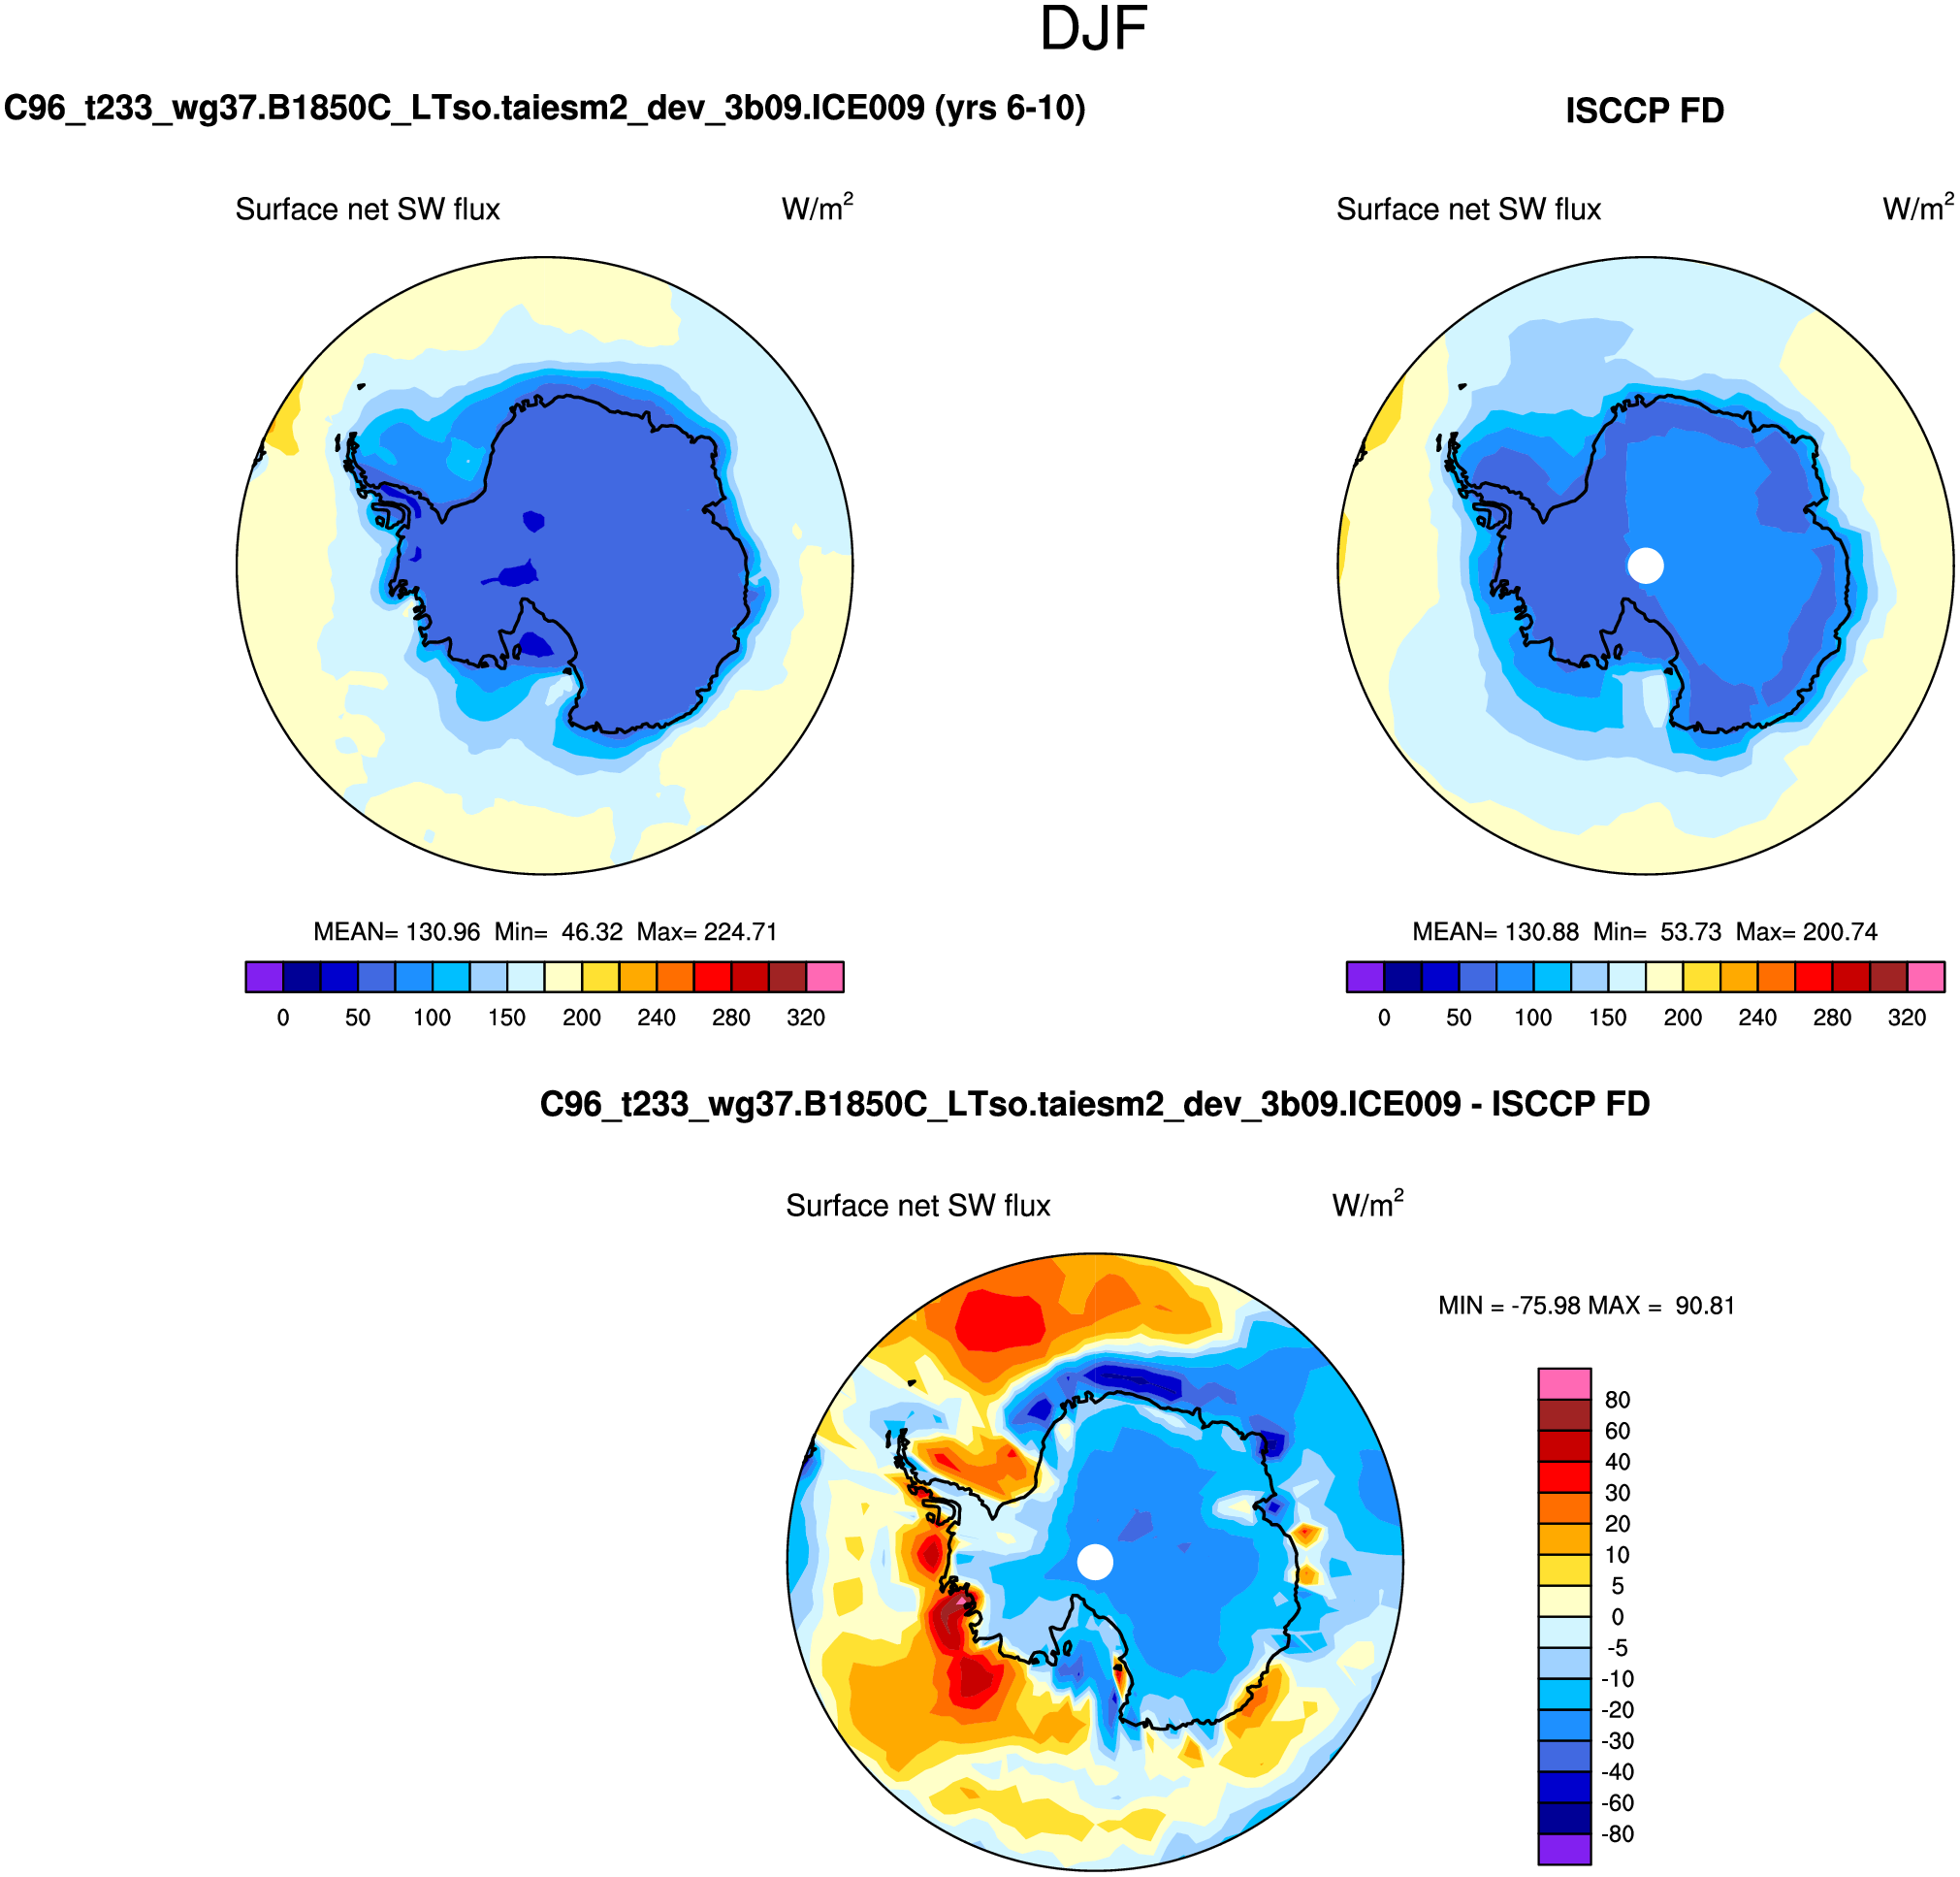 DJF
C96_t233_wg37.B1850C_LTso.taiesm2_dev_3b09.ICE009 (yrs 6-10)
ISCCP FD
Surface net SW flux W/m2
Surface net SW flux W/m2
MEAN= 130.96 Min= 46.32 Max= 224.71
MEAN= 130.88 Min= 53.73 Max= 200.74
0 50 100 150 200 240 280 320
0 50 100 150 200 240 280 320
C96_t233_wg37.B1850C_LTso.taiesm2_dev_3b09.ICE009 - ISCCP FD
Surface net SW flux W/m2
MIN = -75.98 MAX = 90.81
80
60
40
30
20
10
5
0
-5
-10
-20
-30
-40
-60
-80